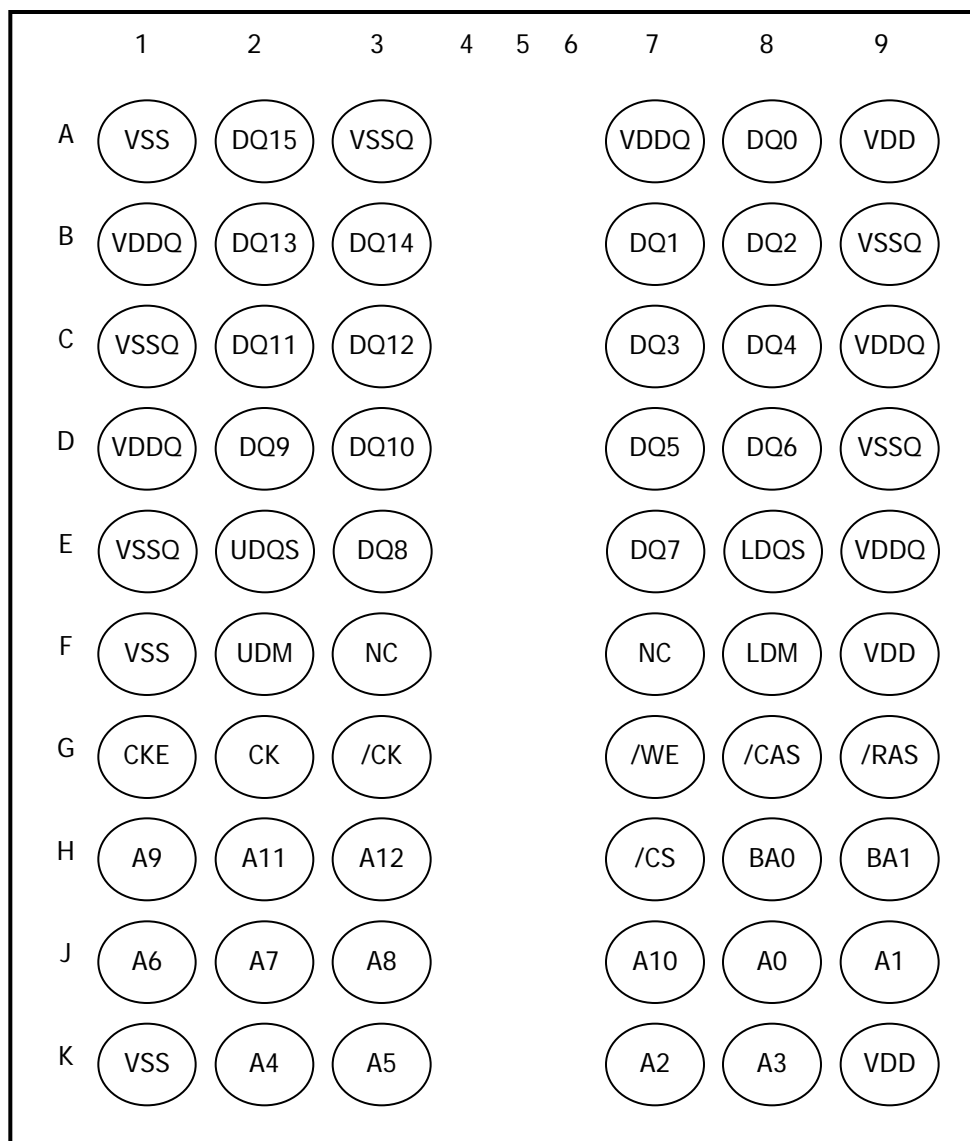 1 2 3 4 5 6 7 8 9
A VSS DQ15 VSSQ VDDQ DQ0 VDD
B VDDQ DQ13 DQ14 DQ1 DQ2 VSSQ
C VSSQ DQ11 DQ12 DQ3 DQ4 VDDQ
D VDDQ DQ9 DQ10 DQ5 DQ6 VSSQ
E VSSQ UDQS DQ8 DQ7 LDQS VDDQ
F VSS UDM NC NC LDM VDD
G CKE CK /CK /WE /CAS /RAS
H A9 A11 A12 /CS BA0 BA1
J A6 A7 A8 A10 A0 A1
K VSS A4 A5 A2 A3 VDD